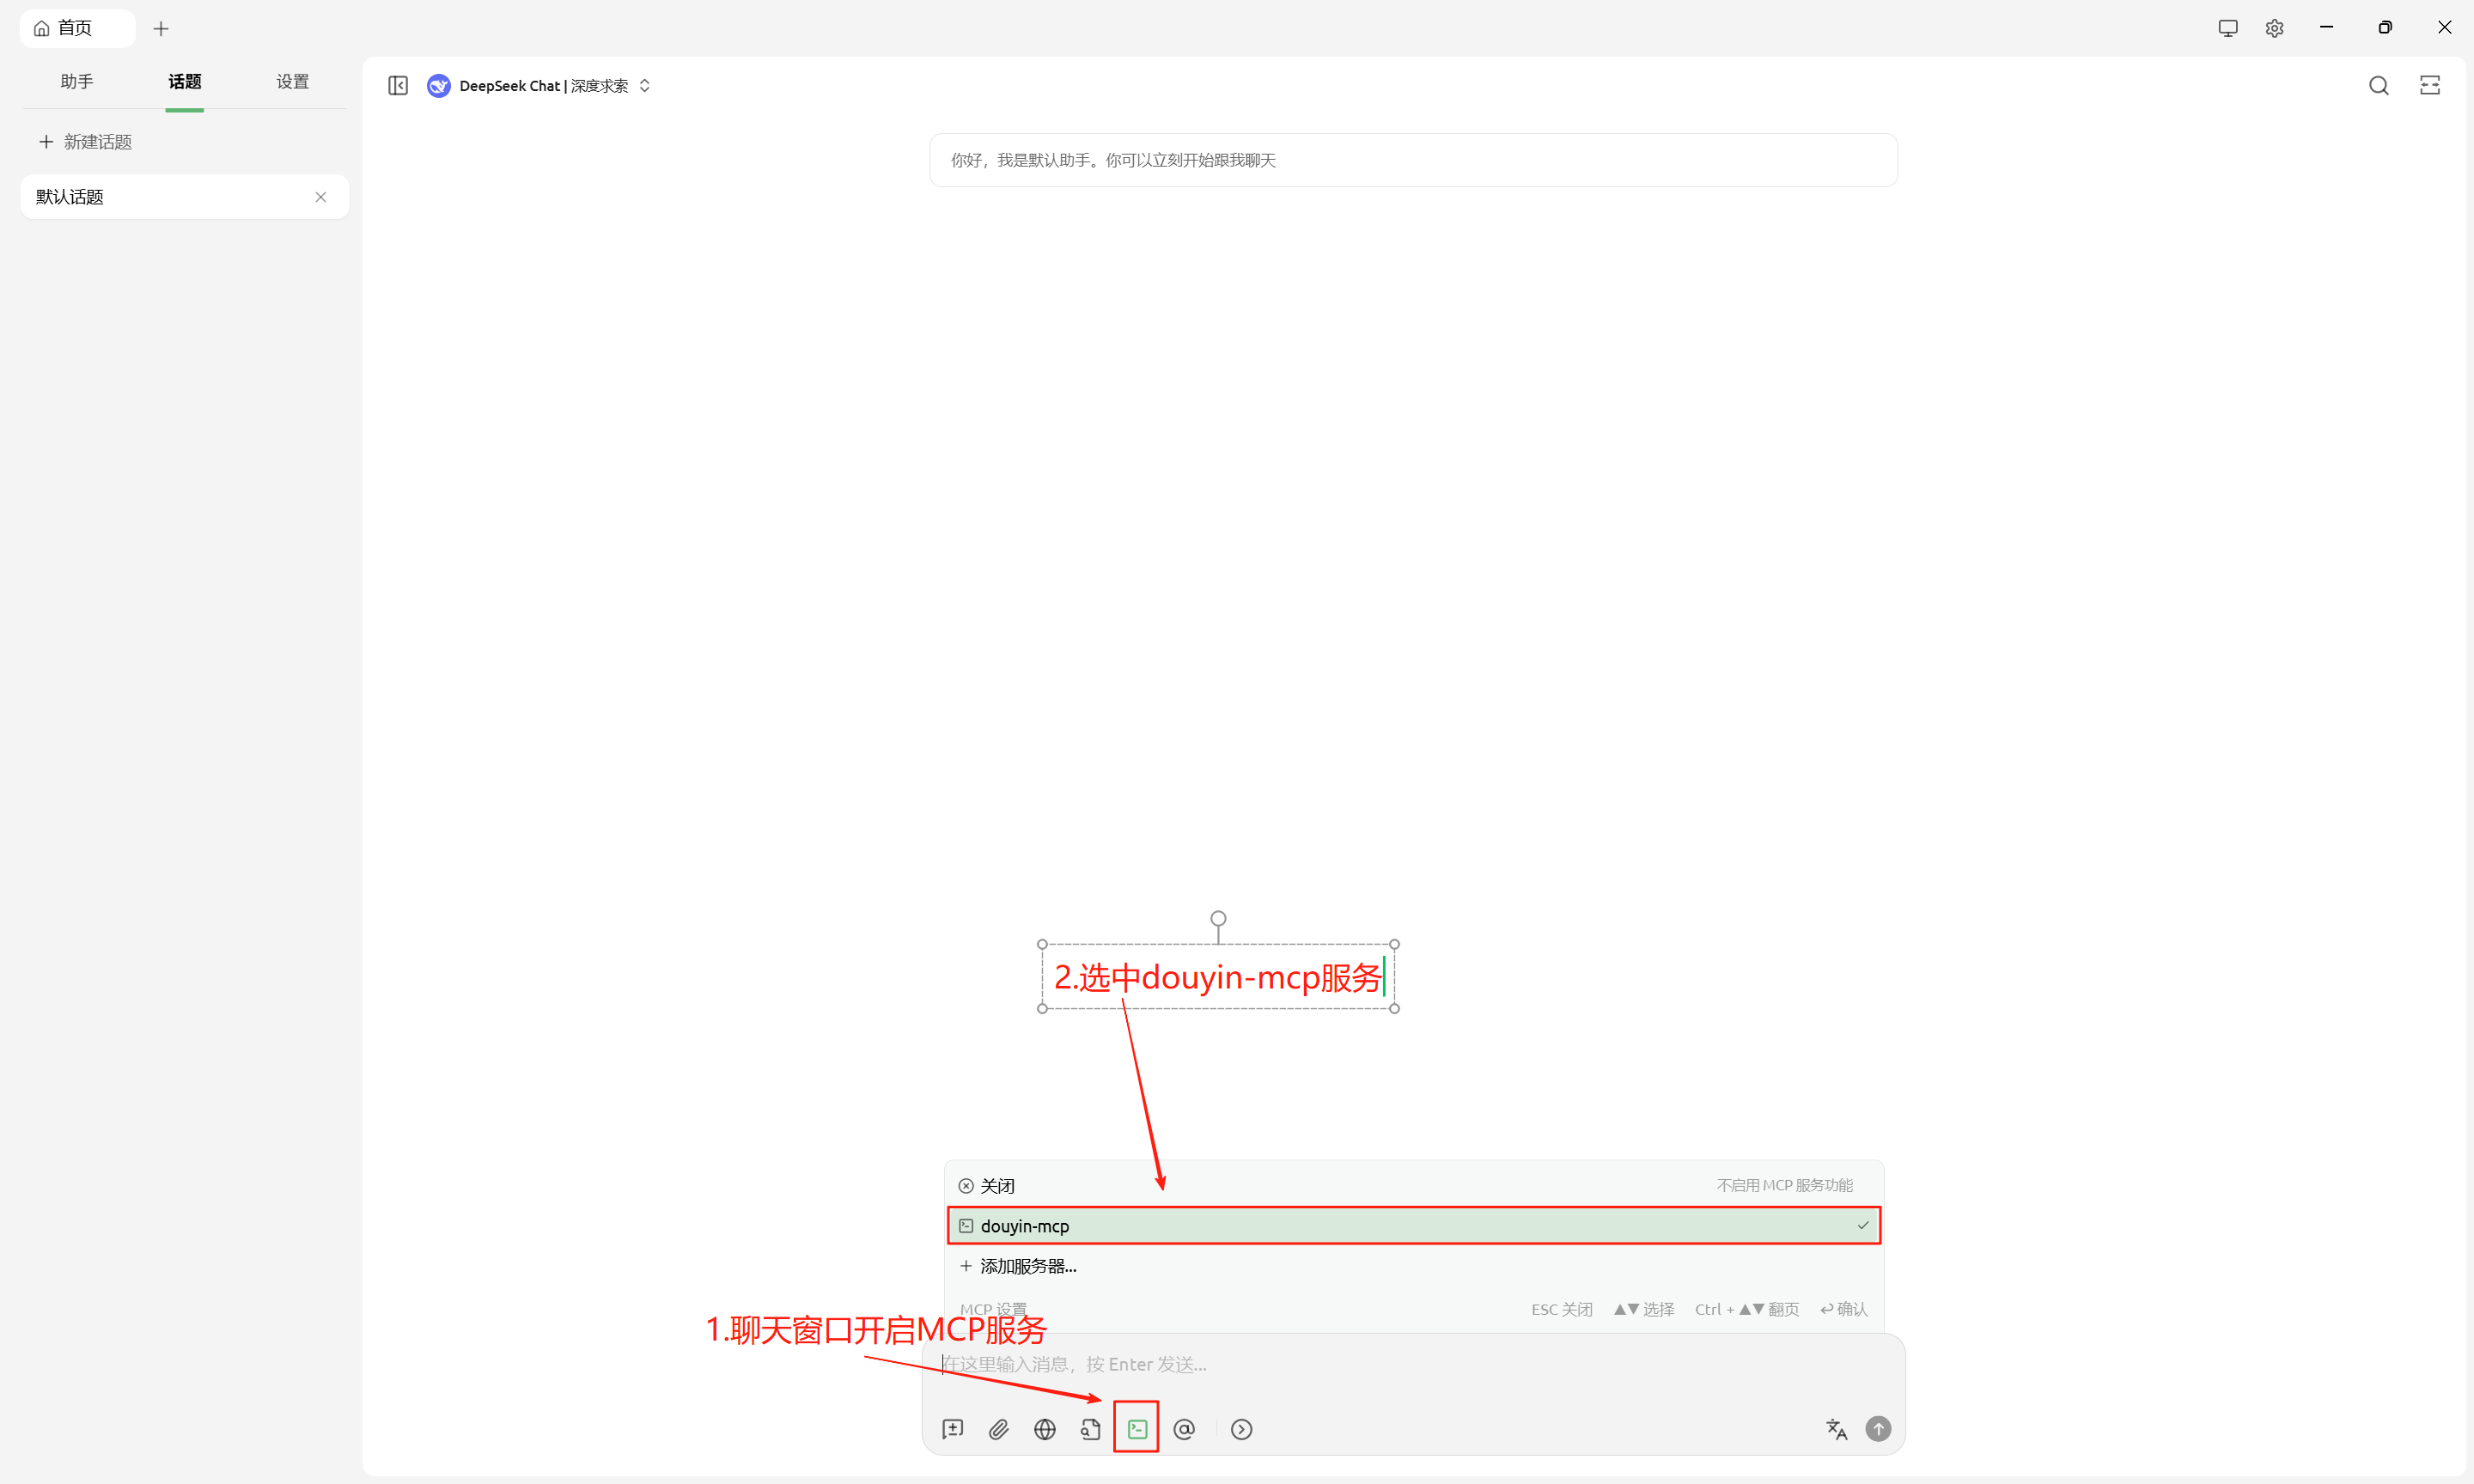 首页
助手 话题 设置
新建话题
默认话题
DeepSeek Chat | 深度求索
你好，我是默认助手。你可以立刻开始跟我聊天
2.选中douyin-mcp服务
关闭 不启用 MCP 服务功能
douyin-mcp
添加服务器...
MCP 设置 ESC 关闭 ▲▼ 选择 Ctrl + ▲▼ 翻页 ↩ 确认
1.聊天窗口开启MCP服务
在这里输入消息，按 Enter 发送...